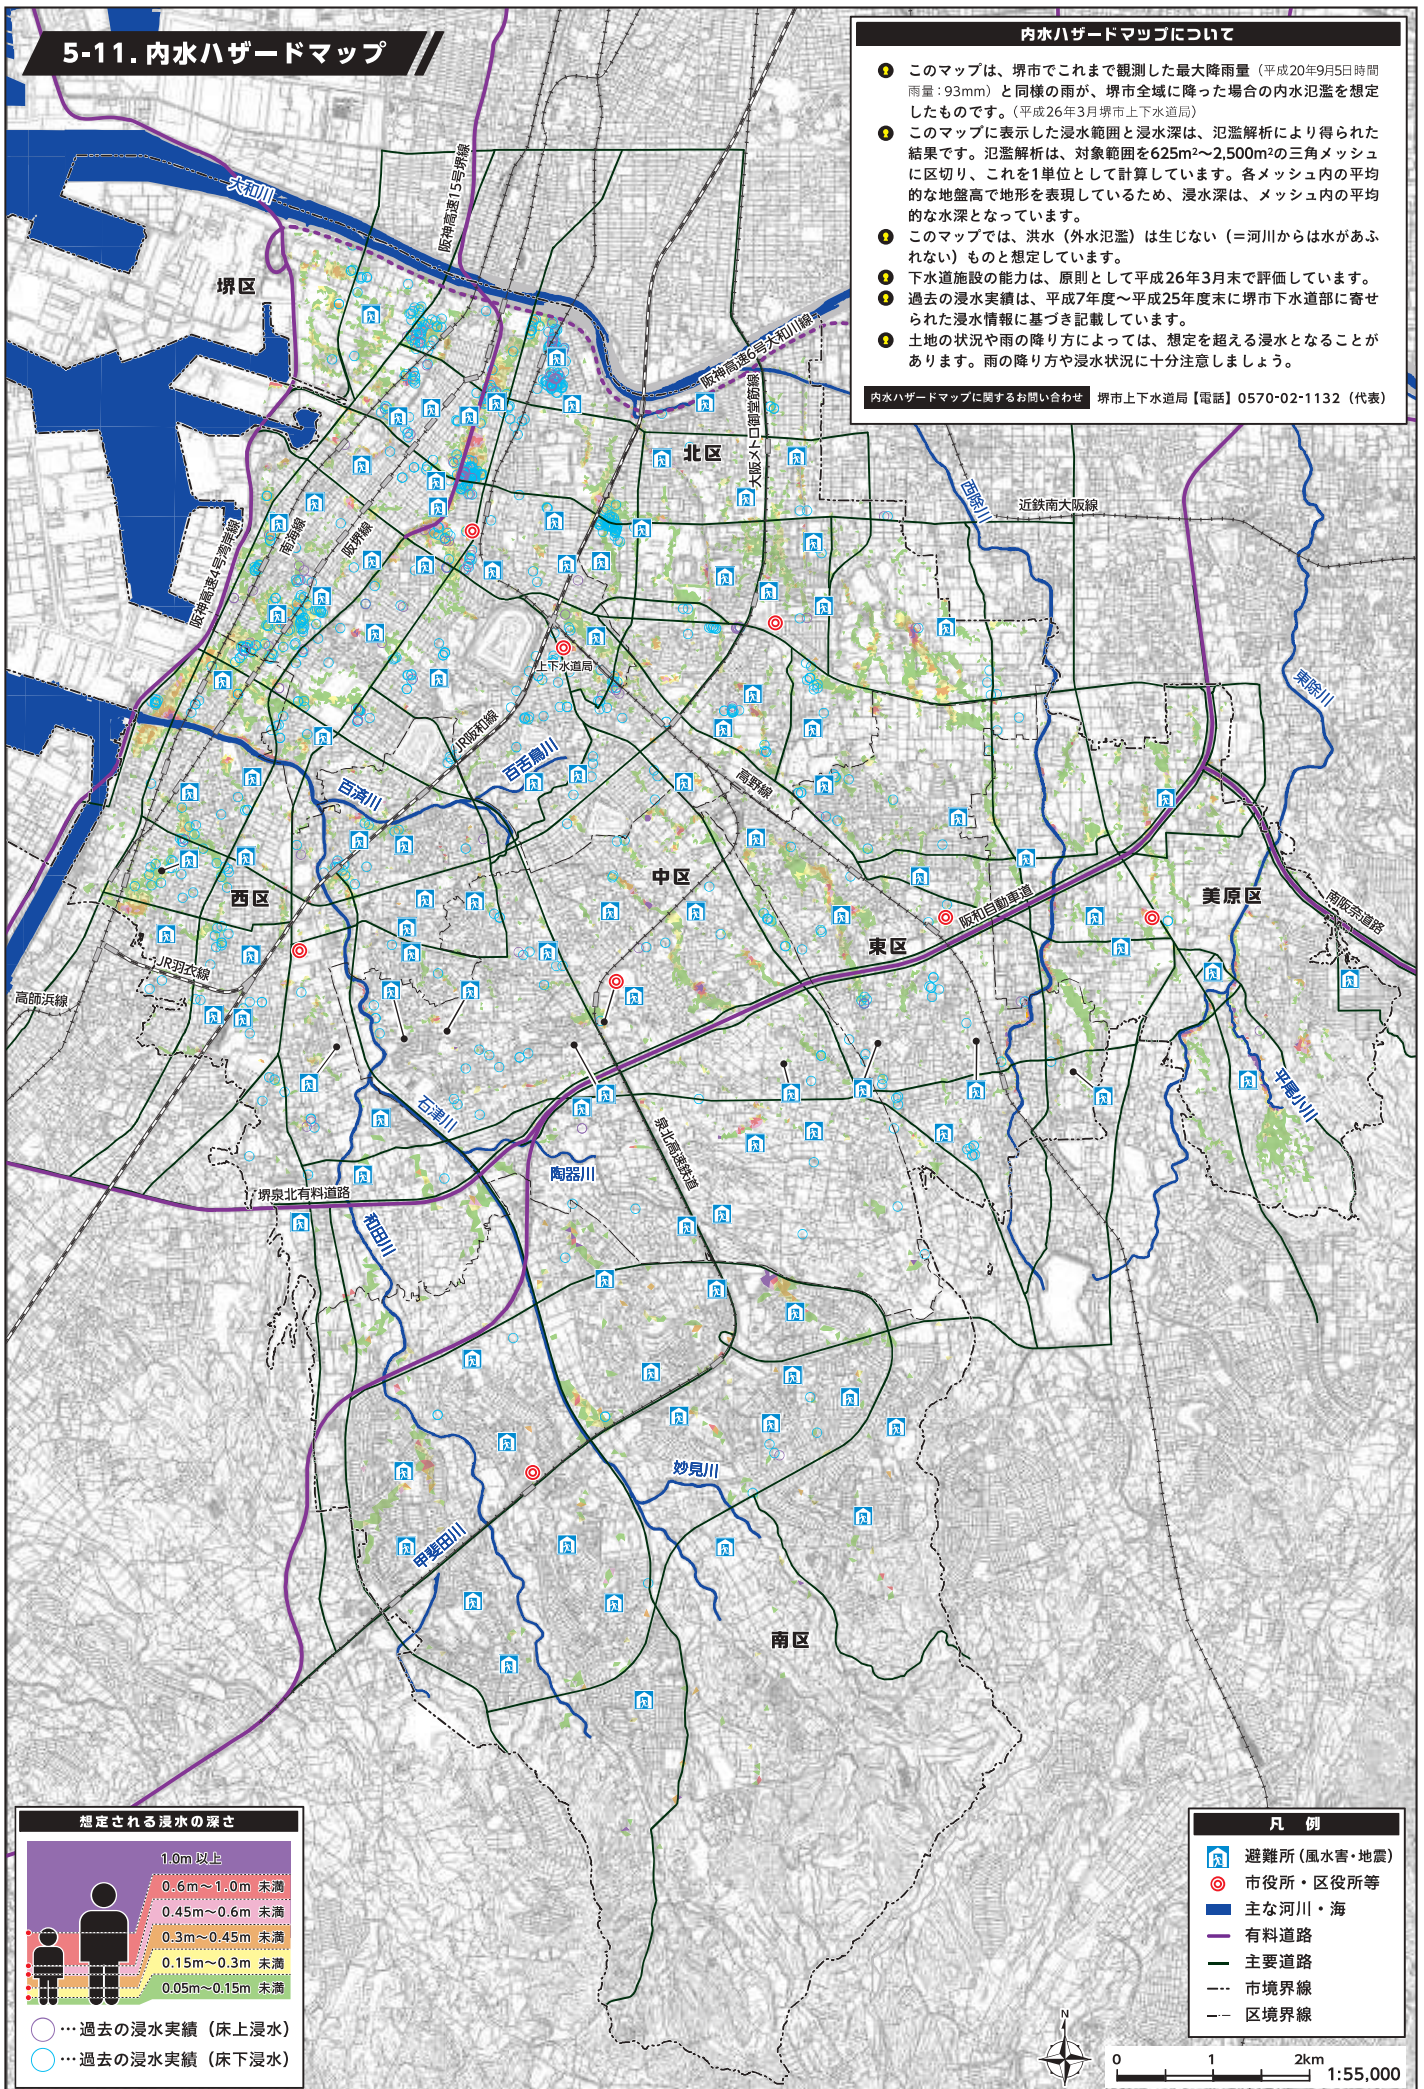 5-11. 内水ハザードマップ
内水ハザードマップについて
このマップは、堺市でこれまで観測した最大降雨量（平成20年9月5日時間
雨量：93mm）と同様の雨が、堺市全域に降った場合の内水氾濫を想定
したものです。（平成26年3月堺市上下水道局）
このマップに表示した浸水範囲と浸水深は、氾濫解析により得られた
結果です。氾濫解析は、対象範囲を625m²～2,500m²の三角メッシュ
に区切り、これを1単位として計算しています。各メッシュ内の平均
的な地盤高で地形を表現しているため、浸水深は、メッシュ内の平均
的な水深となっています。
このマップでは、洪水（外水氾濫）は生じない（＝河川からは水があふ
れない）ものと想定しています。
下水道施設の能力は、原則として平成26年3月末で評価しています。
過去の浸水実績は、平成7年度～平成25年度末に堺市下水道部に寄せ
られた浸水情報に基づき記載しています。
土地の状況や雨の降り方によっては、想定を超える浸水となることが
あります。雨の降り方や浸水状況に十分注意しましょう。
内水ハザードマップに関するお問い合わせ 堺市上下水道局【電話】0570-02-1132（代表）
大和川
阪神高速15号堺線
堺区
阪神高速6号大和川線
大阪メトロ御堂筋線
北区
西除川
近鉄南大阪線
阪神高速4号湾岸線
南海線
阪堺線
上下水道局
東除川
JR阪和線
百舌鳥川
百済川
高野線
中区
西区
美原区
東区
阪和自動車道
南阪奈道路
JR羽衣線
高師浜線
石津川
平尾小川
泉北高速鉄道
陶器川
堺泉北有料道路
和田川
妙見川
甲斐田川
南区
想定される浸水の深さ
1.0m 以上
0.6m～1.0m 未満
0.45m～0.6m 未満
0.3m～0.45m 未満
0.15m～0.3m 未満
0.05m～0.15m 未満
…過去の浸水実績（床上浸水）
…過去の浸水実績（床下浸水）
凡 例
避難所（風水害・地震）
市役所・区役所等
主な河川・海
有料道路
主要道路
市境界線
区境界線
N
0 1 2km
1:55,000